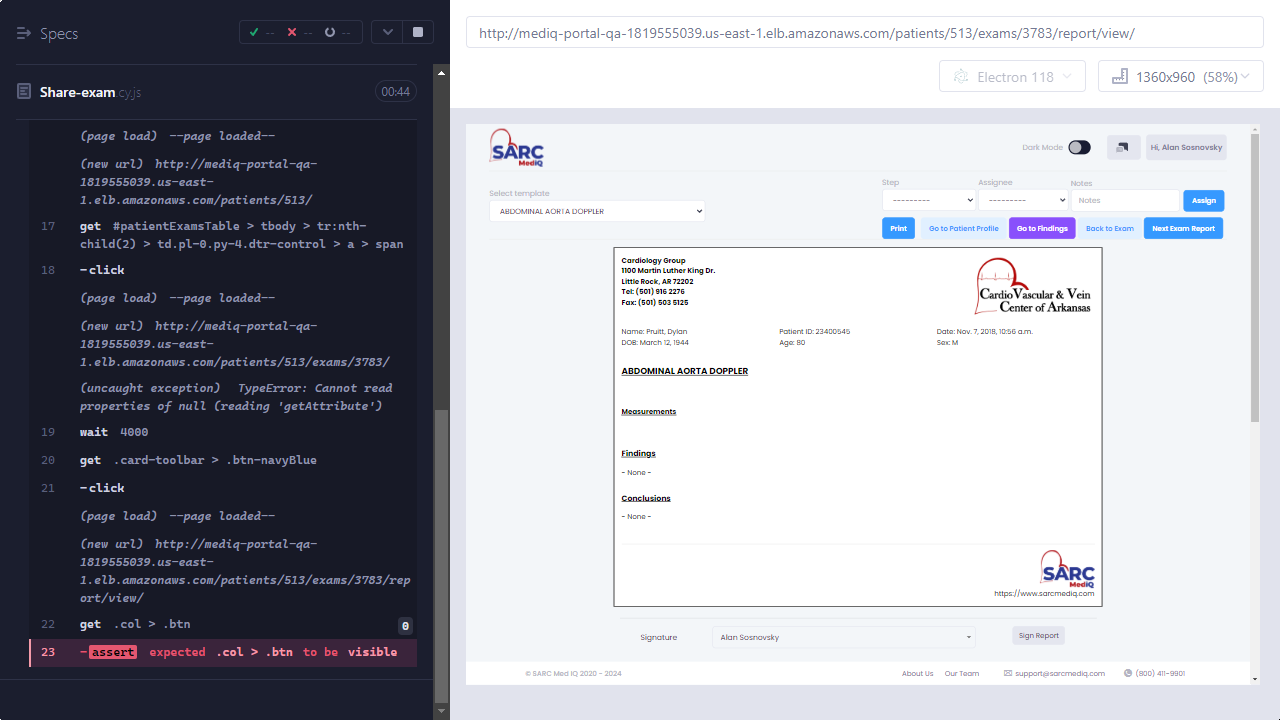 Specs
-- -- --
Share-exam.cy.js
00:44
(page load) --page loaded--
(new url) http://mediq-portal-qa-
1819555039.us-east-
1.elb.amazonaws.com/patients/513/
17 get #patientExamsTable > tbody > tr:nth-
child(2) > td.pl-0.py-4.dtr-control > a > span
18 -click
(page load) --page loaded--
(new url) http://mediq-portal-qa-
1819555039.us-east-
1.elb.amazonaws.com/patients/513/exams/3783/
(uncaught exception) TypeError: Cannot read
properties of null (reading 'getAttribute')
19 wait 4000
20 get .card-toolbar > .btn-navyBlue
21 -click
(page load) --page loaded--
(new url) http://mediq-portal-qa-
1819555039.us-east-
1.elb.amazonaws.com/patients/513/exams/3783/rep
ort/view/
22 get .col > .btn 0
23 -assert expected .col > .btn to be visible
http://mediq-portal-qa-1819555039.us-east-1.elb.amazonaws.com/patients/513/exams/3783/report/view/
Electron 118
1360x960 (58%)
SARC
MedIQ
Dark Mode
Hi, Alan Sosnovsky
Select template
ABDOMINAL AORTA DOPPLER
Step Assignee Notes
--------- --------- Notes Assign
Print Go to Patient Profile Go to Findings Back to Exam Next Exam Report
Cardiology Group
1100 Martin Luther King Dr.
Little Rock, AR 72202
Tel: (501) 916 2276
Fax: (501) 503 5125
CardioVascular & Vein
Center of Arkansas
Name: Pruitt, Dylan Patient ID: 23400545 Date: Nov. 7, 2018, 10:56 a.m.
DOB: March 12, 1944 Age: 80 Sex: M
ABDOMINAL AORTA DOPPLER
Measurements
Findings
- None -
Conclusions
- None -
SARC
MedIQ
https://www.sarcmediq.com
Signature Alan Sosnovsky Sign Report
© SARC Med IQ 2020 - 2024 About Us Our Team support@sarcmediq.com (800) 411-9901